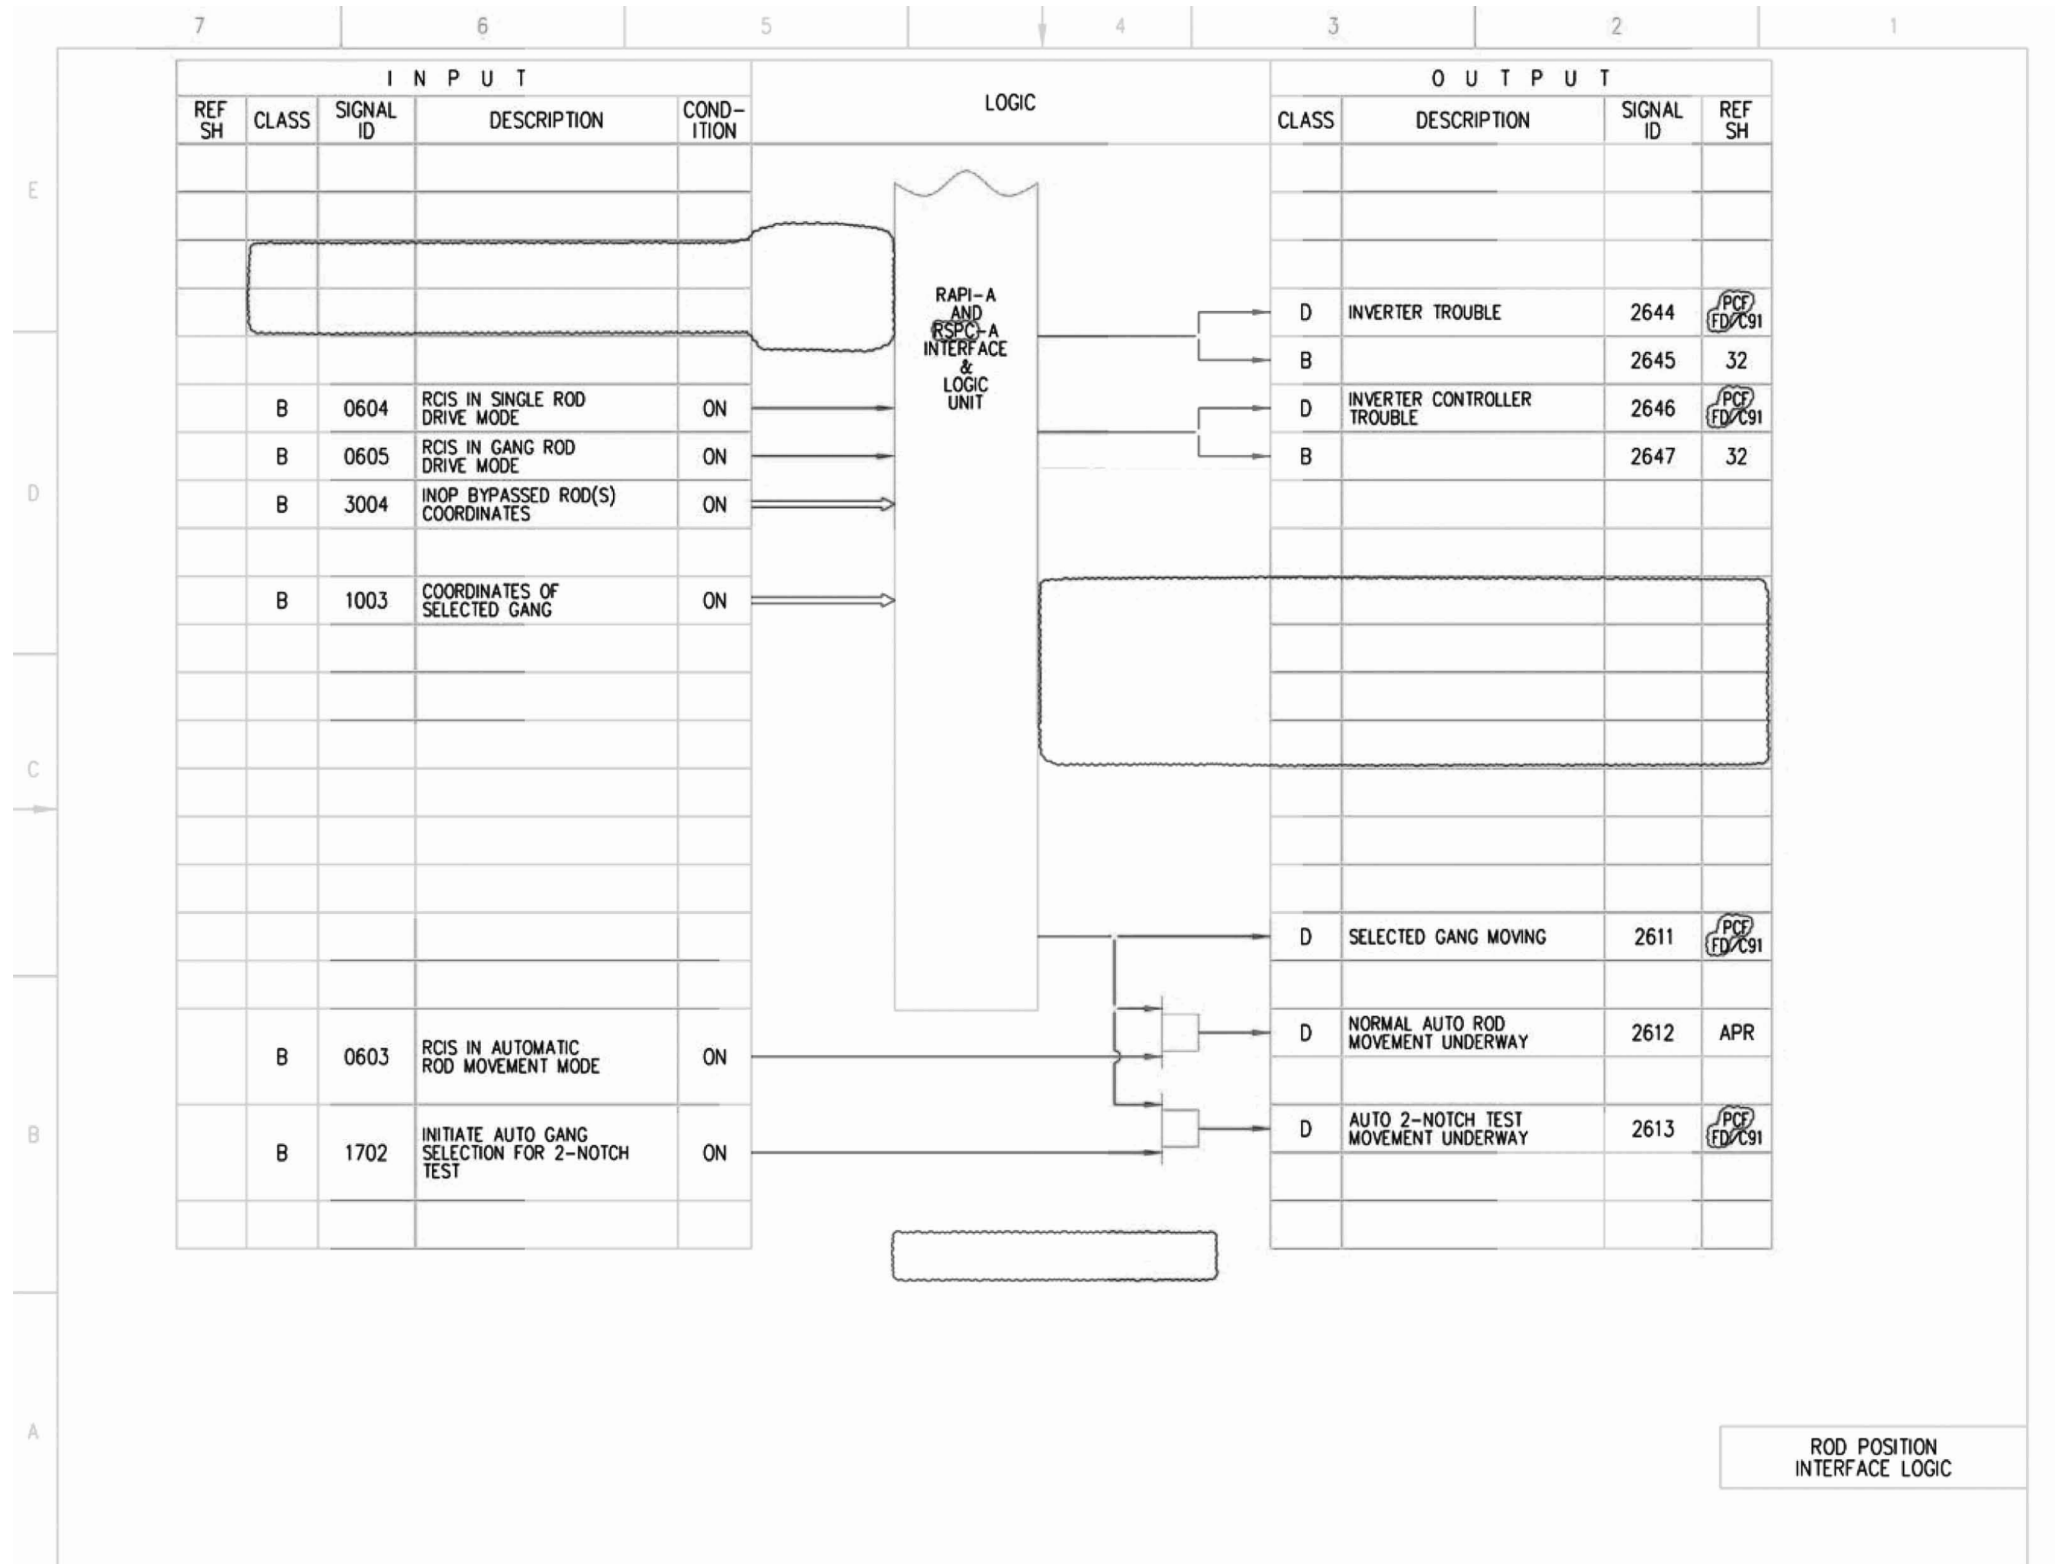 7 6 5 4 3 2 1
I N P U T
LOGIC
O U T P U T
REF SH
CLASS
SIGNAL ID
DESCRIPTION
COND-ITION
CLASS
DESCRIPTION
SIGNAL ID
REF SH
E
D
C
B
A
RAPI-A
AND
RSPC-A
INTERFACE
&
LOGIC
UNIT
B 0604 RCIS IN SINGLE ROD
DRIVE MODE ON
B 0605 RCIS IN GANG ROD
DRIVE MODE ON
B 3004 INOP BYPASSED ROD(S)
COORDINATES ON
B 1003 COORDINATES OF
SELECTED GANG ON
B 0603 RCIS IN AUTOMATIC
ROD MOVEMENT MODE ON
B 1702 INITIATE AUTO GANG
SELECTION FOR 2-NOTCH
TEST ON
D INVERTER TROUBLE 2644 PCF
FD/C91
B 2645 32
D INVERTER CONTROLLER
TROUBLE 2646 PCF
FD/C91
B 2647 32
D SELECTED GANG MOVING 2611 PCF
FD/C91
D NORMAL AUTO ROD
MOVEMENT UNDERWAY 2612 APR
D AUTO 2-NOTCH TEST
MOVEMENT UNDERWAY 2613 PCF
FD/C91
ROD POSITION
INTERFACE LOGIC